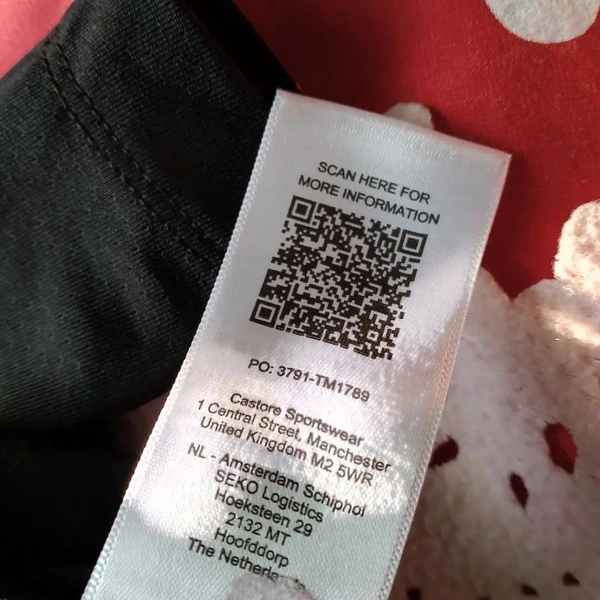 SCAN HERE FOR
MORE INFORMATION
PO: 3791-TM1789
Castore Sportswear
1 Central Street, Manchester
United Kingdom M2 5WR
NL - Amsterdam Schiphol
SEKO Logistics
Hoeksteen 29
2132 MT
Hoofddorp
The